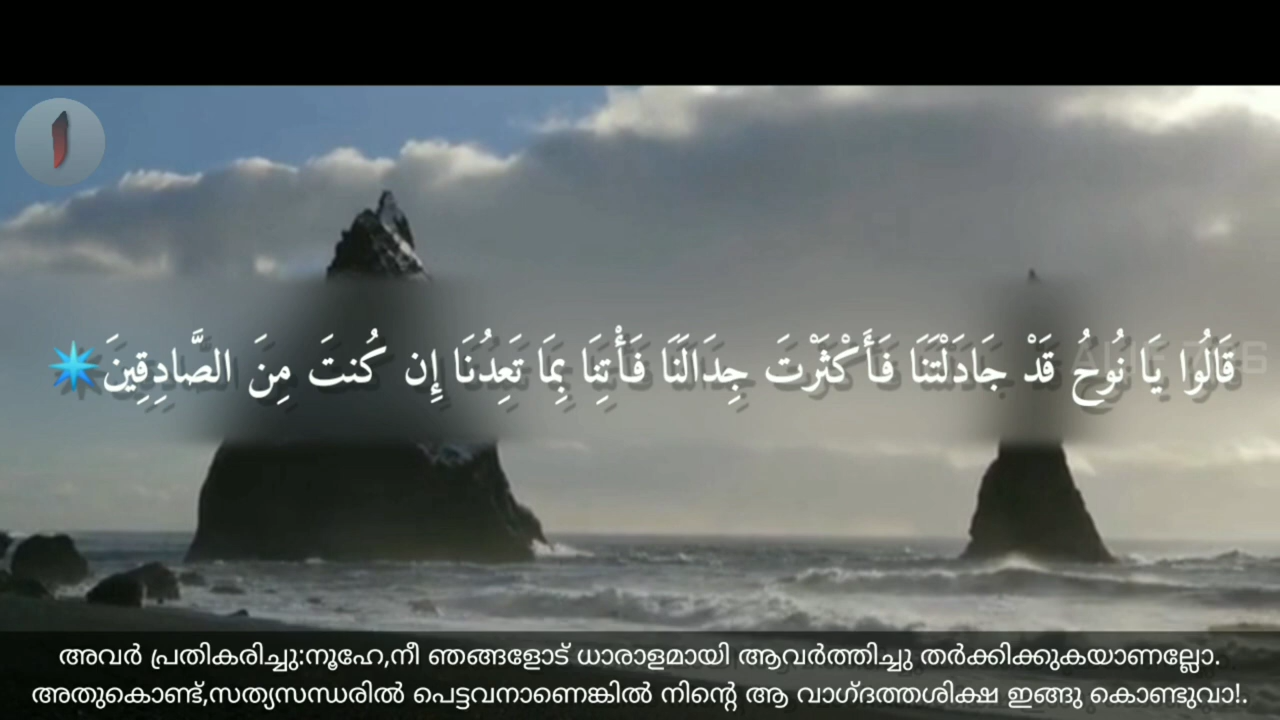 قَالُوا يَا نُوحُ قَدْ جَادَلْتَنَا فَأَكْثَرْتَ جِدَالَنَا فَأْتِنَا بِمَا تَعِدُنَا إِن كُنتَ مِنَ الصَّادِقِينَ
അവർ പ്രതികരിച്ചു:നൂഹേ,നീ ഞങ്ങളോട് ധാരാളമായി ആവർത്തിച്ചു തർക്കിക്കുകയാണല്ലോ.
അതുകൊണ്ട്,സത്യസന്ധരിൽ പെട്ടവനാണെങ്കിൽ നിന്റെ ആ വാഗ്ദത്തശിക്ഷ ഇങ്ങു കൊണ്ടുവാ!.